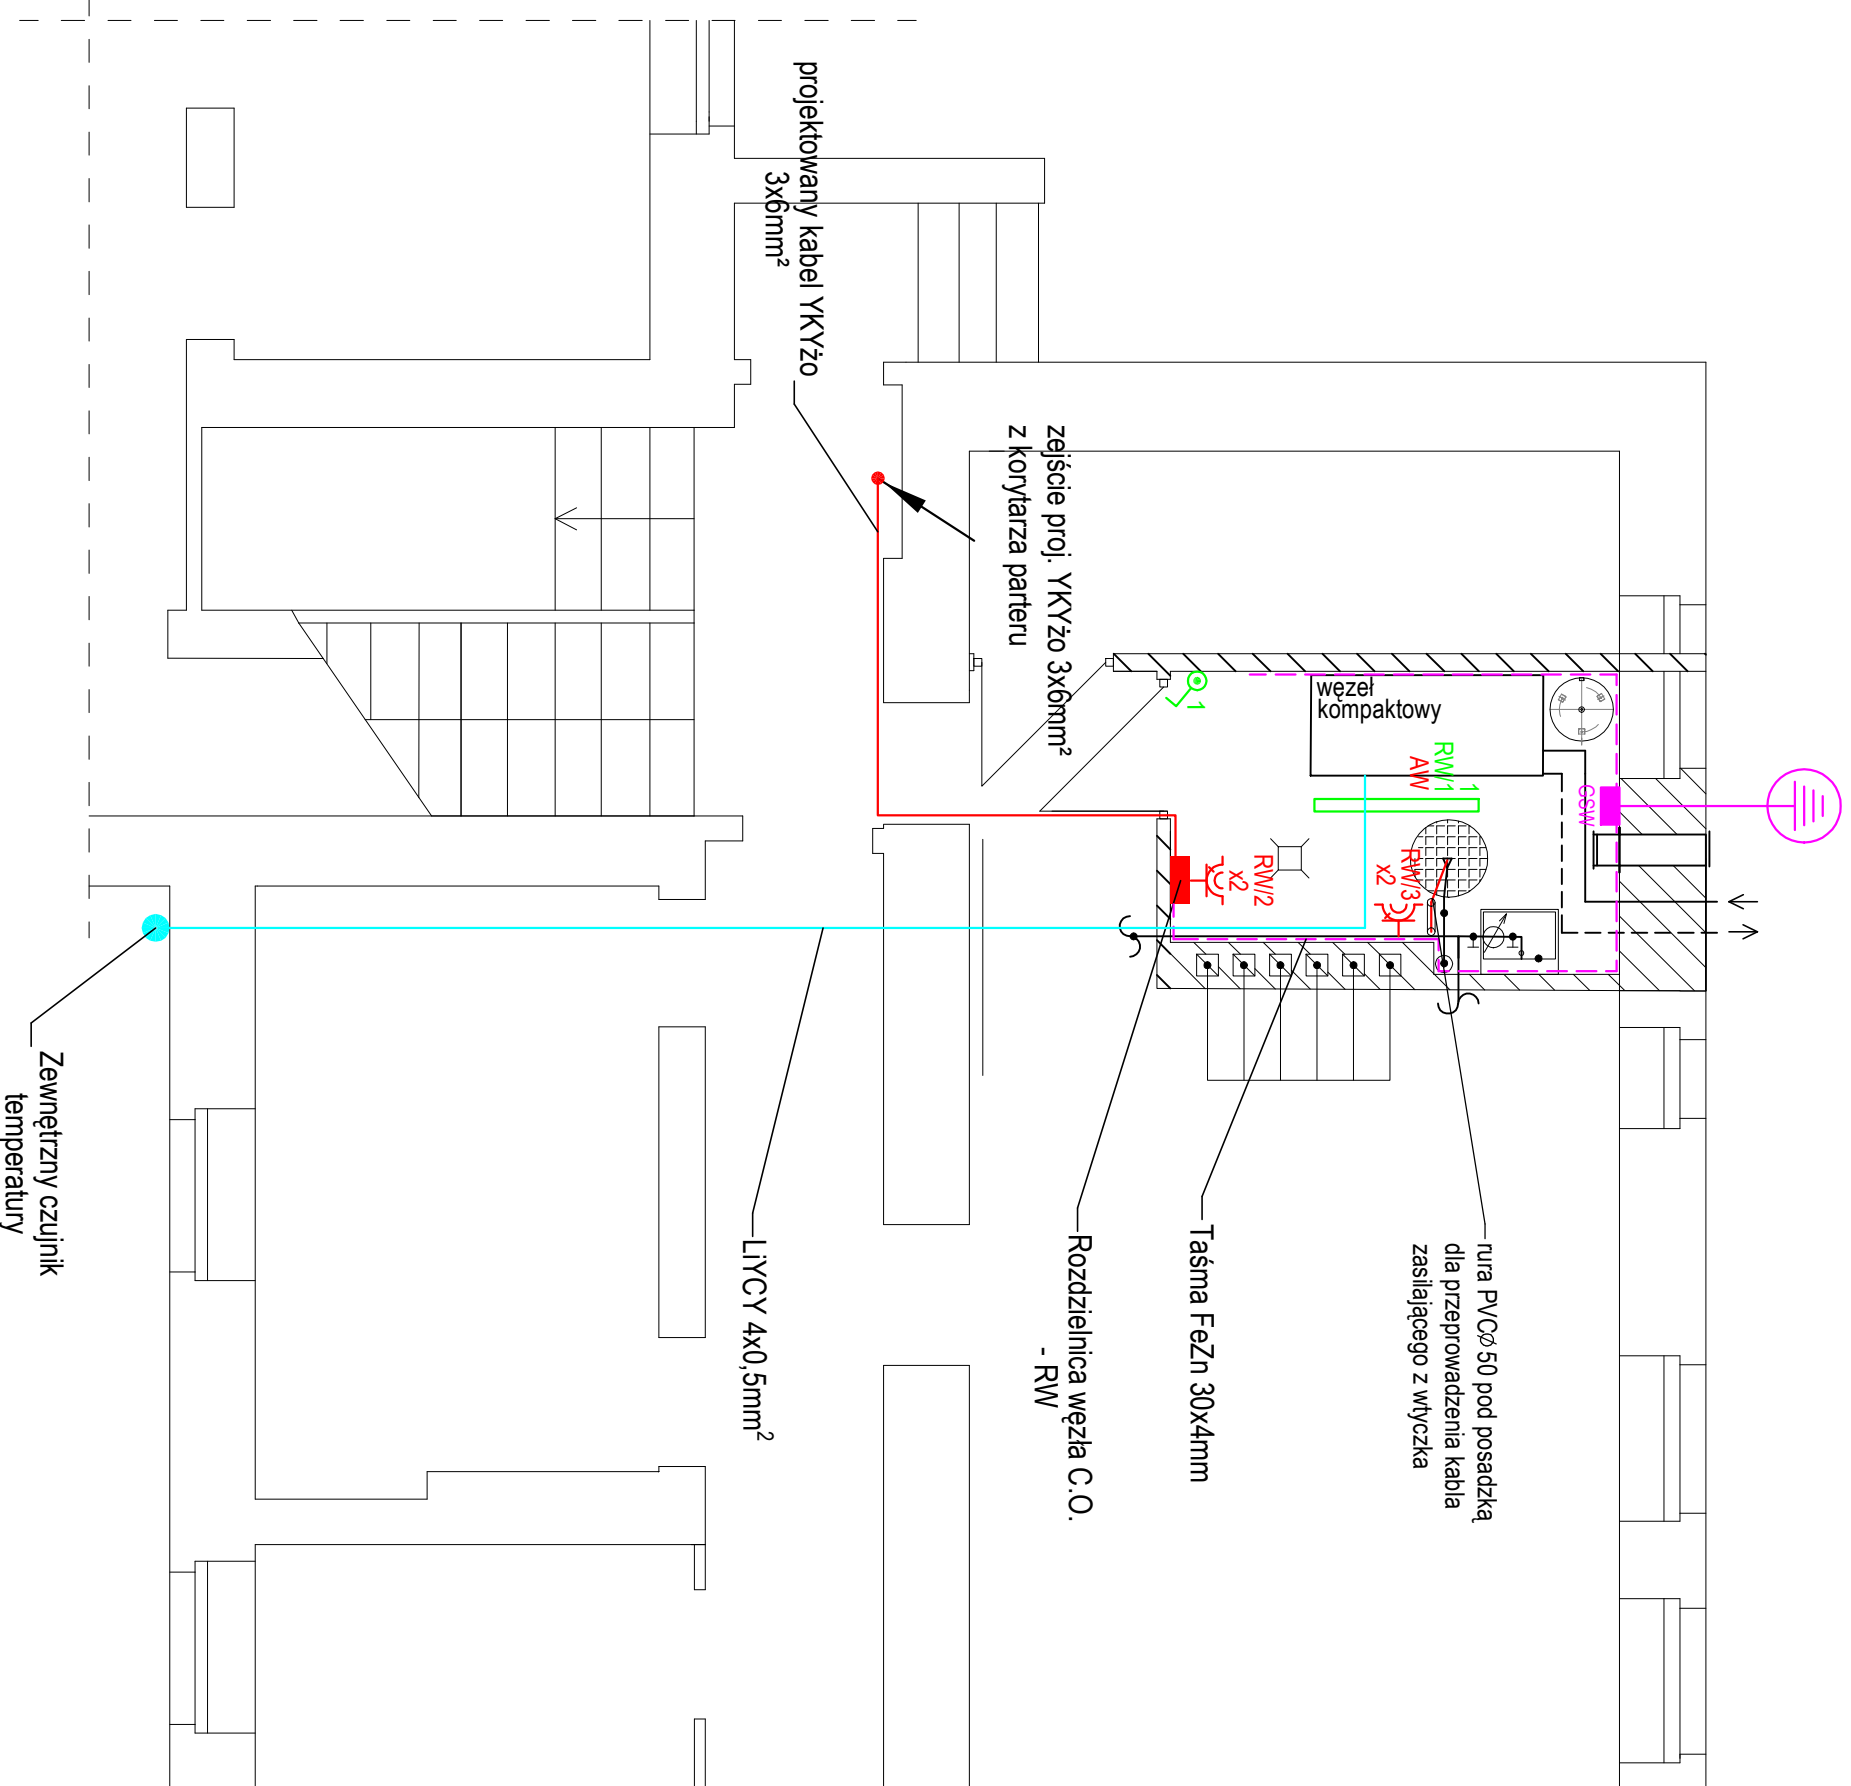 projektowany kabel YKYżo
3x6mm²
zejście proj. YKYżo 3x6mm²
z korytarza parteru
węzeł
kompaktowy
1
1
RW/1
AW
GSW
RW/2
x2
RW/3
x2
rura PVCø50 pod posadzką
dla przeprowadzenia kabla
zasilającego z wtyczka
Taśma FeZn 30x4mm
Rozdzielnica węzła C.O.
- RW
LiYCY 4x0,5mm²
Zewnętrzny czujnik
temperatury